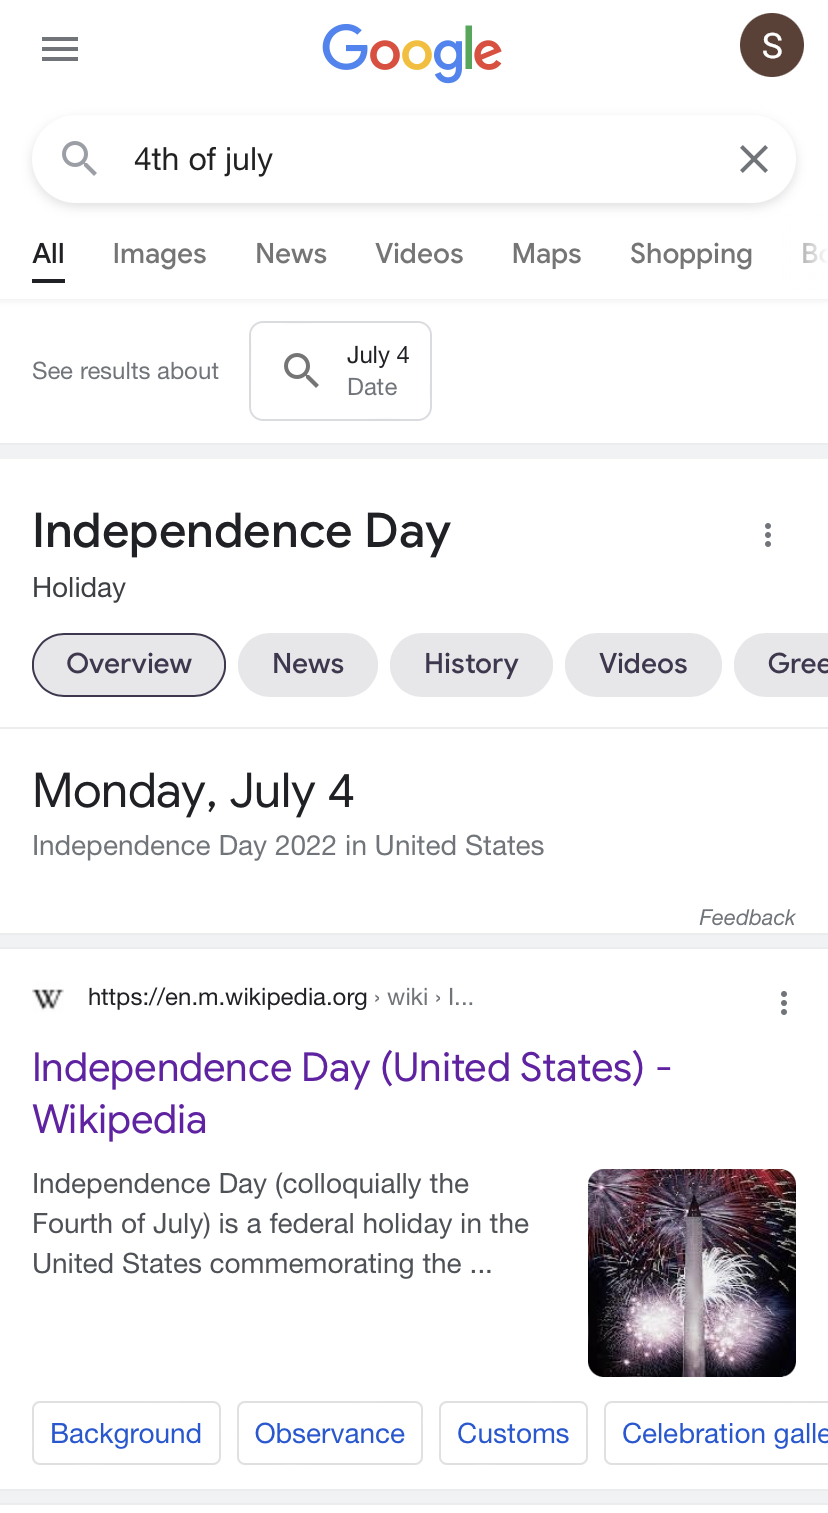 Google
S
4th of july
All Images News Videos Maps Shopping
See results about
July 4
Date
Independence Day
Holiday
Overview News History Videos Gree
Monday, July 4
Independence Day 2022 in United States
Feedback
W https://en.m.wikipedia.org › wiki › I...
Independence Day (United States) -
Wikipedia
Independence Day (colloquially the
Fourth of July) is a federal holiday in the
United States commemorating the ...
Background Observance Customs Celebration galle